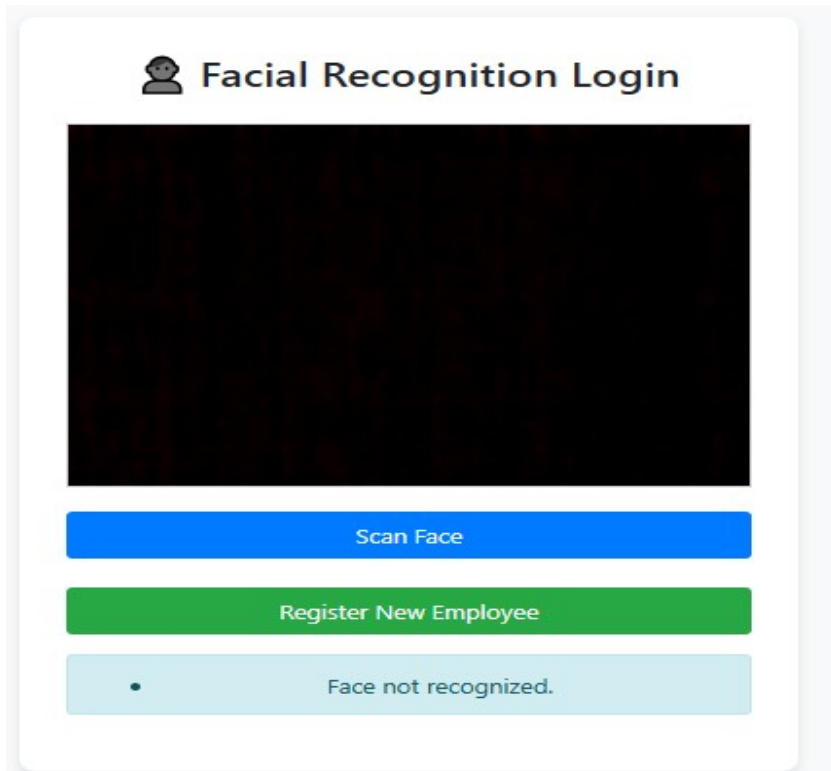 Facial Recognition Login
Scan Face
Register New Employee
• Face not recognized.